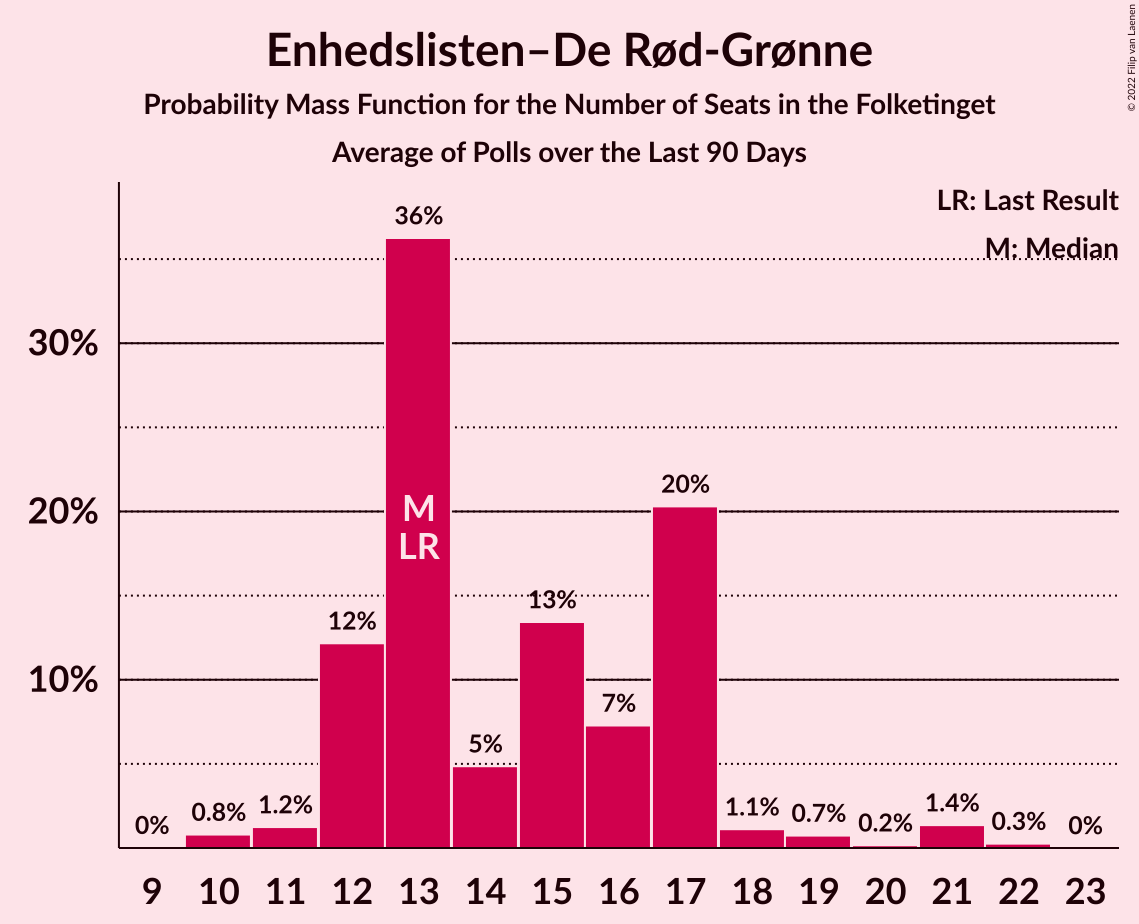 Enhedslisten–De Rød-Grønne
Probability Mass Function for the Number of Seats in the Folketinget
Average of Polls over the Last 90 Days
© 2022 Filip van Laenen
LR: Last Result
M: Median
36%
30%
20%
M
20%
LR
13%
12%
10%
7%
5%
1.4%
1.2%
1.1%
0.8%
0.7%
0.3%
0.2%
0%
0%
9 10 11 12 13 14 15 16 17 18 19 20 21 22 23